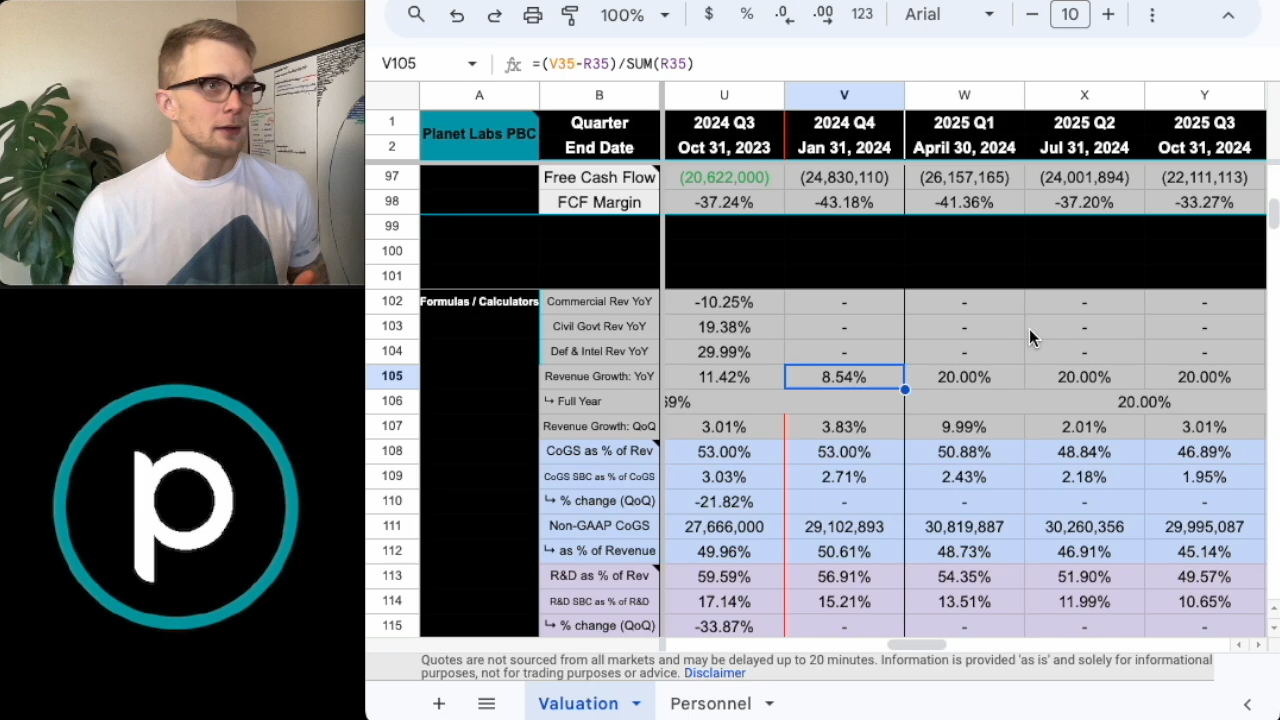 100%
$
%
.0
.00
123
Arial
10
V105
fx
=(V35-R35)/SUM(R35)
A B U V W X Y
1 Planet Labs PBC Quarter 2024 Q3 2024 Q4 2025 Q1 2025 Q2 2025 Q3
2 End Date Oct 31, 2023 Jan 31, 2024 April 30, 2024 Jul 31, 2024 Oct 31, 2024
97 Free Cash Flow (20,622,000) (24,830,110) (26,157,165) (24,001,894) (22,111,113)
98 FCF Margin -37.24% -43.18% -41.36% -37.20% -33.27%
99
100
101
102 Formulas / Calculators Commercial Rev YoY -10.25% - - - -
103 Civil Govt Rev YoY 19.38% - - - -
104 Def & Intel Rev YoY 29.99% - - - -
105 Revenue Growth: YoY 11.42% 8.54% 20.00% 20.00% 20.00%
106 ↳ Full Year 69% 20.00%
107 Revenue Growth: QoQ 3.01% 3.83% 9.99% 2.01% 3.01%
108 CoGS as % of Rev 53.00% 53.00% 50.88% 48.84% 46.89%
109 CoGS SBC as % of CoGS 3.03% 2.71% 2.43% 2.18% 1.95%
110 ↳ % change (QoQ) -21.82% - - - -
111 Non-GAAP CoGS 27,666,000 29,102,893 30,819,887 30,260,356 29,995,087
112 ↳ as % of Revenue 49.96% 50.61% 48.73% 46.91% 45.14%
113 R&D as % of Rev 59.59% 56.91% 54.35% 51.90% 49.57%
114 R&D SBC as % of R&D 17.14% 15.21% 13.51% 11.99% 10.65%
115 ↳ % change (QoQ) -33.87% - - - -
Quotes are not sourced from all markets and may be delayed up to 20 minutes. Information is provided 'as is' and solely for informational
purposes, not for trading purposes or advice. Disclaimer
Valuation
Personnel
p